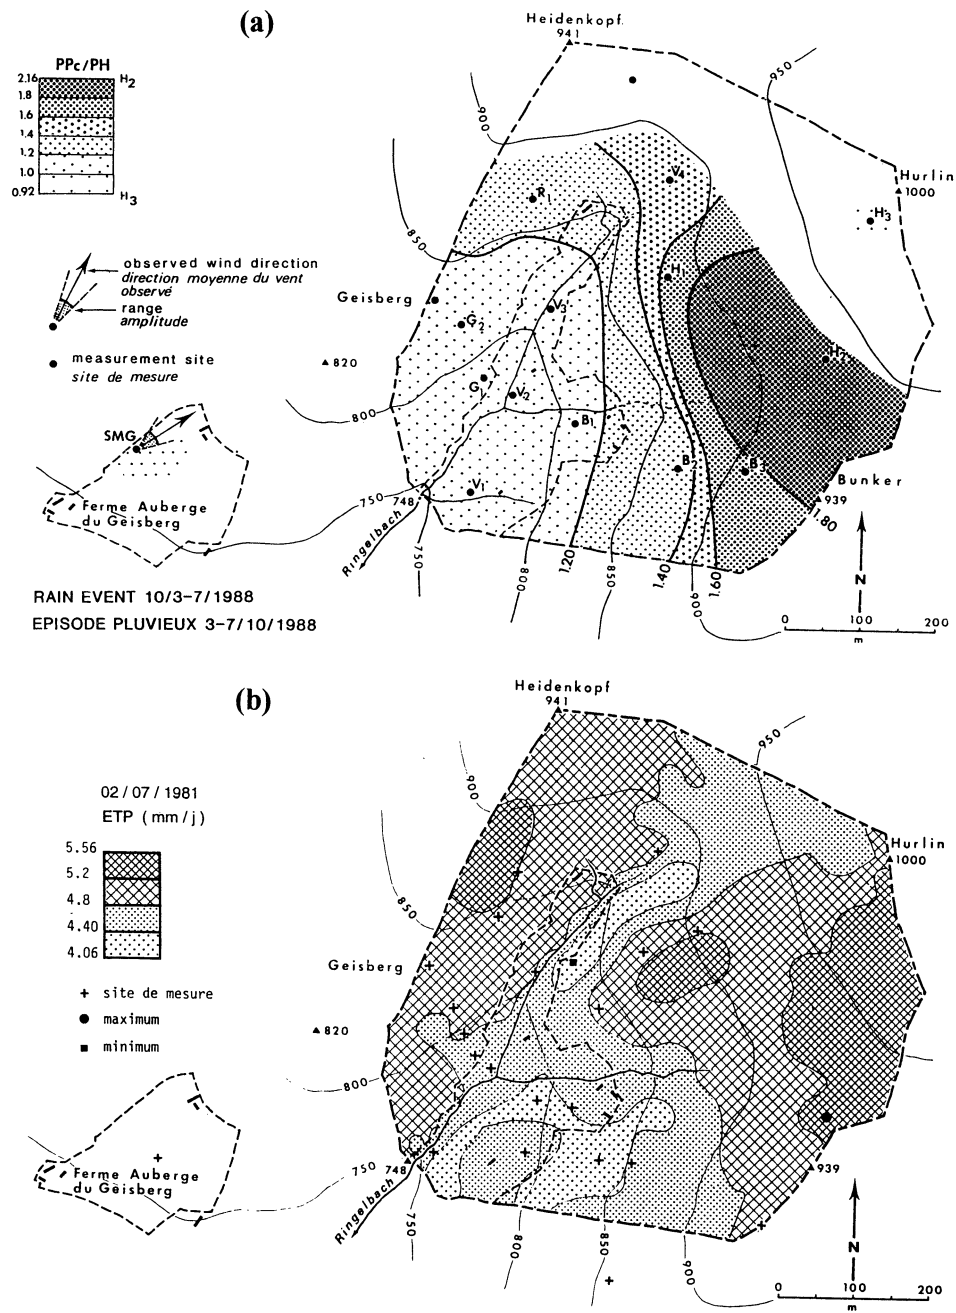 (a)
Heidenkopf
941
950
PPc/PH
2.16
H2
1.8
1.6
1.4
1.2
1.0
0.92
H3
900
V4
Hurlin
1000
R1
H3
850
observed wind direction
direction moyenne du vent
observé
range
amplitude
measurement site
site de mesure
Geisberg
H1
V3
G2
820
H2
G1
V2
800
B1
SMG
B2
B3
Bunker
939
1.80
Ferme Auberge
du Geisberg
750
748
V1
Ringelbach
750
800
1.20
850
1.40
1.60
900
N
RAIN EVENT 10/3-7/1988
EPISODE PLUVIEUX 3-7/10/1988
0 100 200
m
(b)
Heidenkopf
941
950
900
02/07/1981
ETP (mm/j)
5.56
5.2
4.8
4.40
4.06
Hurlin
1000
850
Geisberg
site de mesure
maximum
minimum
820
800
Ferme Auberge
du Gèisberg
750
748
939
Ringelbach
750
800
850
900
N
0 100 200
m